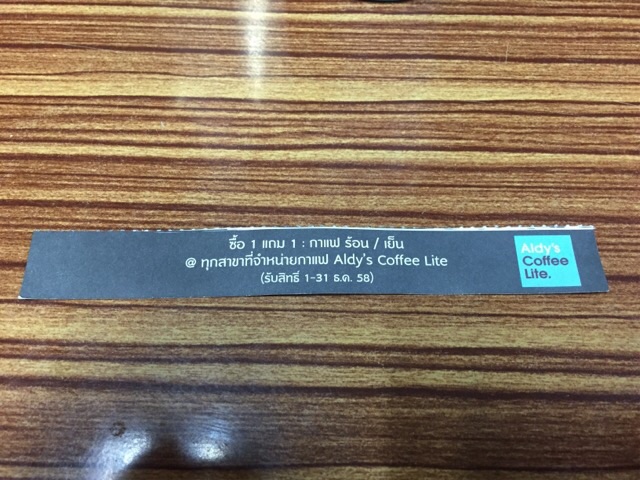 ซื้อ 1 แถม 1 : กาแฟ ร้อน / เย็น
@ ทุกสาขาที่จำหน่ายกาแฟ Aldy's Coffee Lite
(รับสิทธิ์ 1-31 ธ.ค. 58)
Aldy's
Coffee
Lite.